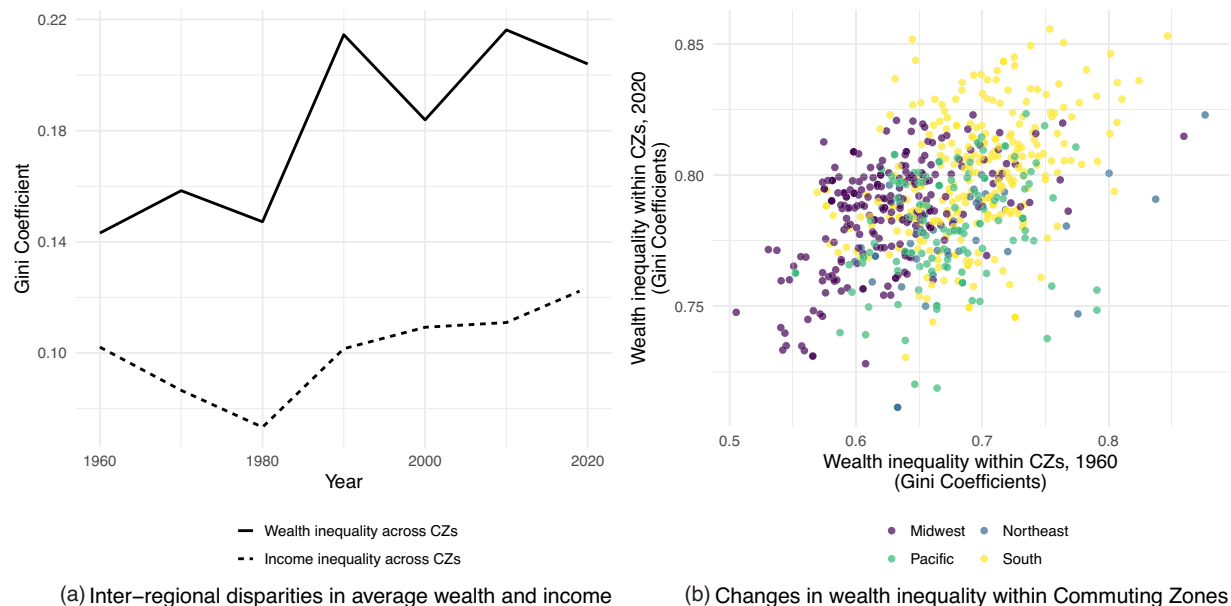 0.22
0.18
0.14
0.10
Gini Coefficient
1960
1980
2000
2020
Year
Wealth inequality across CZs
Income inequality across CZs
(a) Inter−regional disparities in average wealth and income
0.85
0.80
0.75
Wealth inequality within CZs, 2020
(Gini Coefficients)
0.5
0.6
0.7
0.8
Wealth inequality within CZs, 1960
(Gini Coefficients)
Midwest
Northeast
Pacific
South
(b) Changes in wealth inequality within Commuting Zones